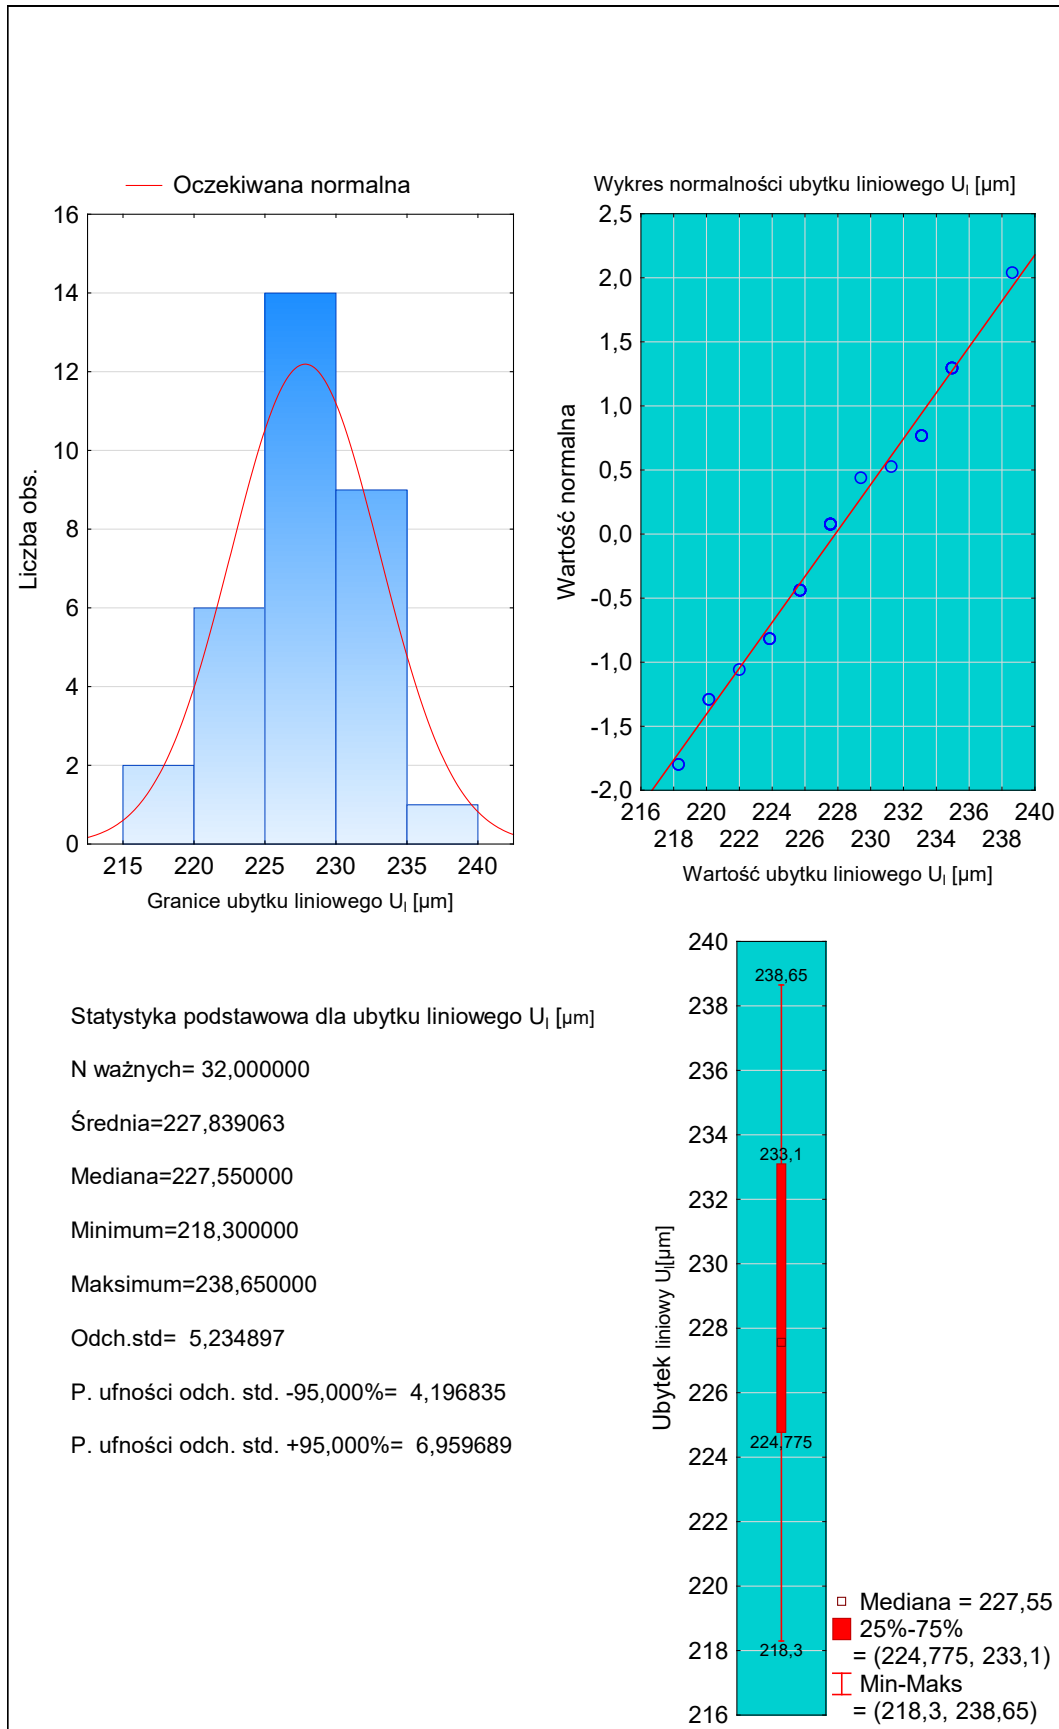 Oczekiwana normalna
16
14
12
10
8
6
4
2
0
215 220 225 230 235 240
Liczba obs.
Granice ubytku liniowego Uₗ [µm]
Wykres normalności ubytku liniowego Uₗ [µm]
2,5
2,0
1,5
1,0
0,5
0,0
-0,5
-1,0
-1,5
-2,0
216 220 224 228 232 236 240
218 222 226 230 234 238
Wartość normalna
Wartość ubytku liniowego Uₗ [µm]
Statystyka podstawowa dla ubytku liniowego Uₗ [µm]
N ważnych= 32,000000
Średnia=227,839063
Mediana=227,550000
Minimum=218,300000
Maksimum=238,650000
Odch.std= 5,234897
P. ufności odch. std. -95,000%= 4,196835
P. ufności odch. std. +95,000%= 6,959689
240
238
236
234
232
230
228
226
224
222
220
218
216
Ubytek liniowy Uₗ[µm]
238,65
233,1
224,775
218,3
Mediana = 227,55
25%-75%
= (224,775, 233,1)
Min-Maks
= (218,3, 238,65)